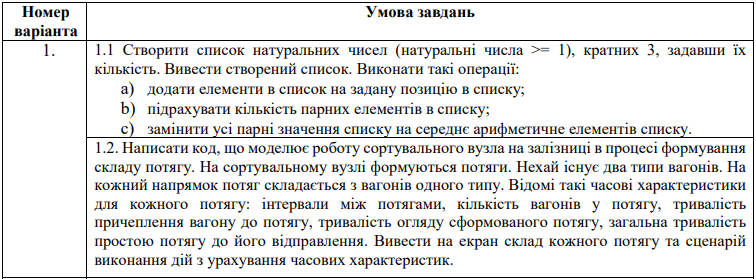 Номер
варіанта
Умова завдань
1.
1.1 Створити список натуральних чисел (натуральні числа >= 1), кратних 3, задавши їх
кількість. Вивести створений список. Виконати такі операції:
a) додати елементи в список на задану позицію в списку;
b) підрахувати кількість парних елементів в списку;
c) замінити усі парні значення списку на середнє арифметичне елементів списку.
1.2. Написати код, що моделює роботу сортувального вузла на залізниці в процесі формування
складу потягу. На сортувальному вузлі формуються потяги. Нехай існує два типи вагонів. На
кожний напрямок потяг складається з вагонів одного типу. Відомі такі часові характеристики
для кожного потягу: інтервали між потягами, кількість вагонів у потягу, тривалість
причеплення вагону до потягу, тривалість огляду сформованого потягу, загальна тривалість
простою потягу до його відправлення. Вивести на екран склад кожного потягу та сценарій
виконання дій з урахування часових характеристик.